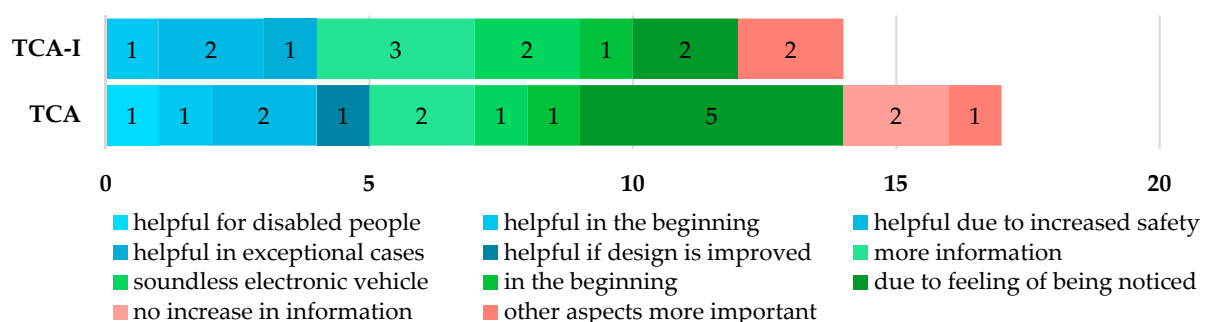 TCA-I 1 2 1 3 2 1 2 2
TCA 1 1 2 1 2 1 1 5 2 1
0 5 10 15 20
helpful for disabled people helpful in the beginning helpful due to increased safety
helpful in exceptional cases helpful if design is improved more information
soundless electronic vehicle in the beginning due to feeling of being noticed
no increase in information other aspects more important